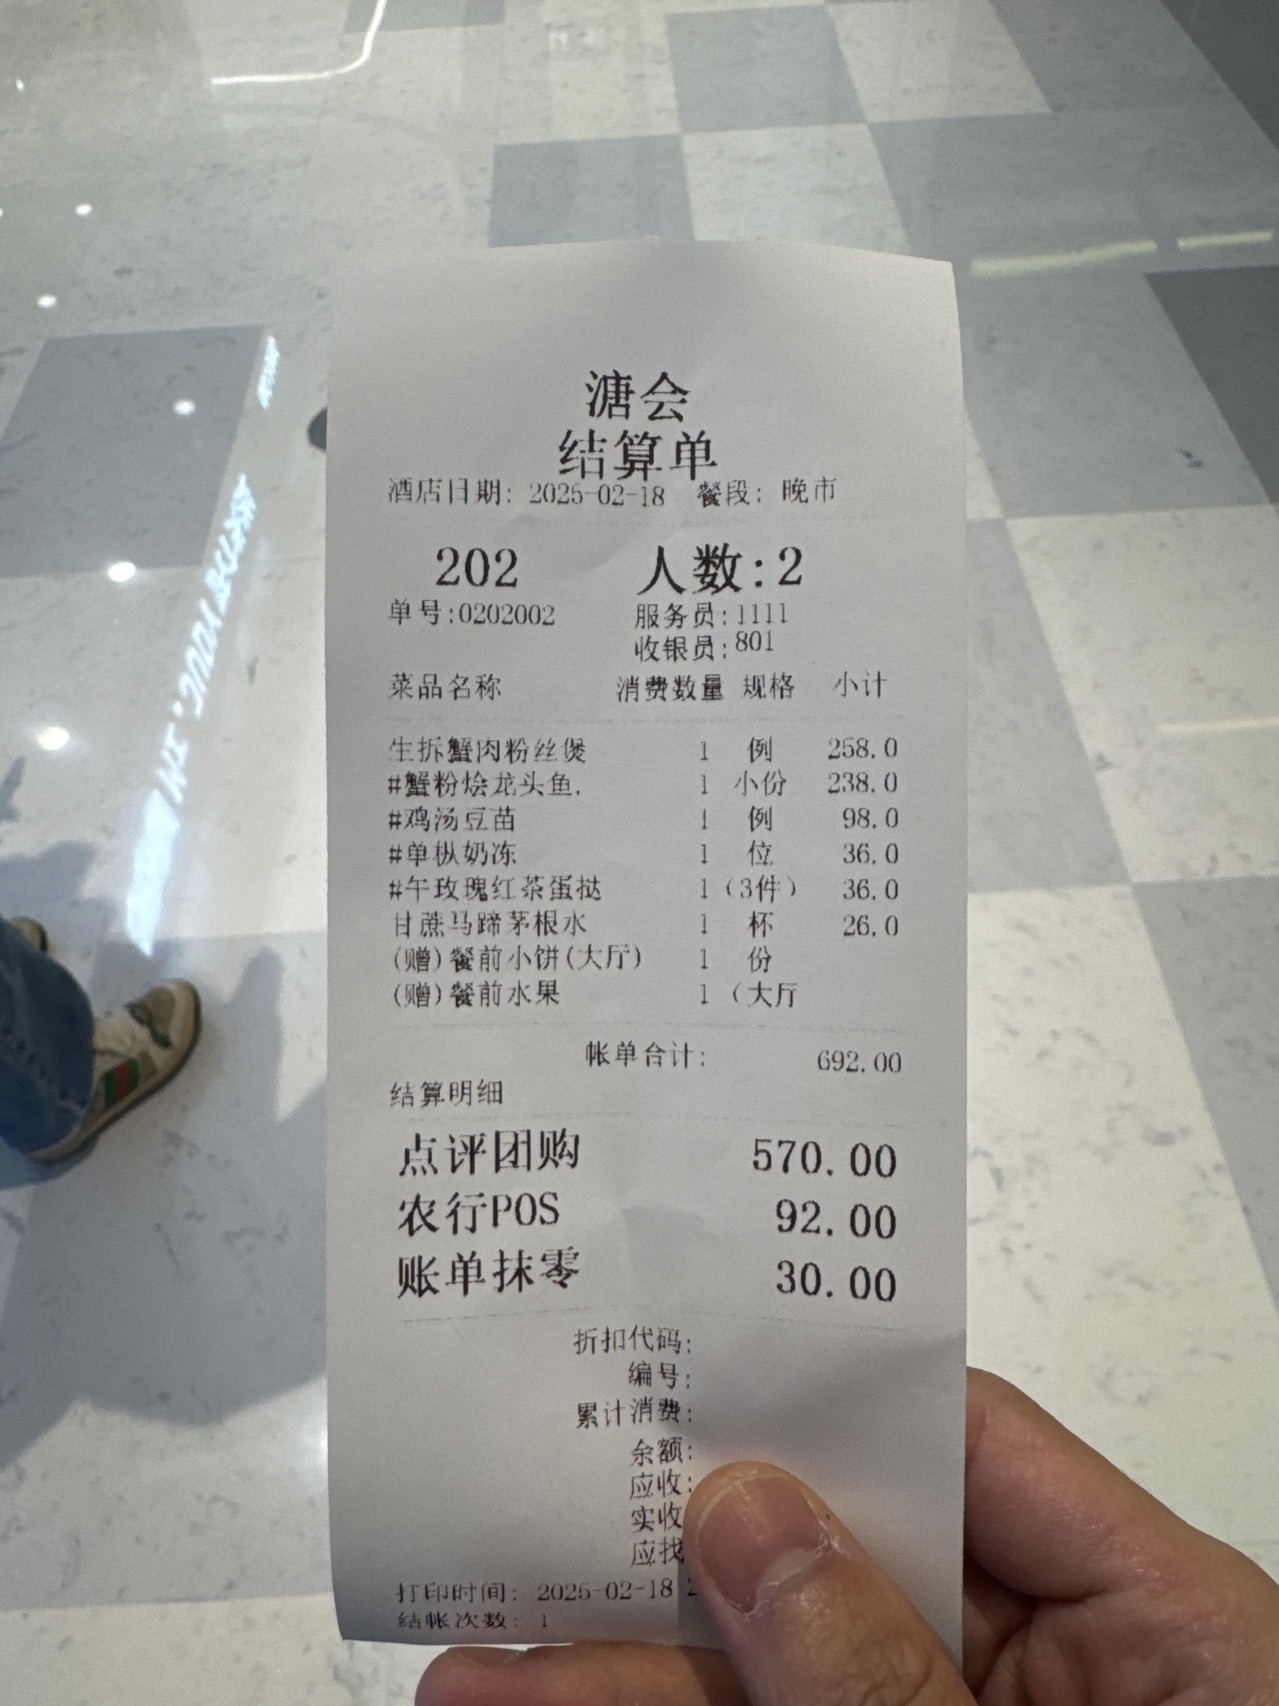 溏会
结算单
酒店日期: 2025-02-18 餐段: 晚市
202 人数:2
单号:0202002 服务员:1111
收银员:801
菜品名称 消费数量 规格 小计
生拆蟹肉粉丝煲 1 例 258.0
#蟹粉烩龙头鱼. 1 小份 238.0
#鸡汤豆苗 1 例 98.0
#单枞奶冻 1 位 36.0
#午玫瑰红茶蛋挞 1 (3件) 36.0
甘蔗马蹄茅根水 1 杯 26.0
(赠)餐前小饼(大厅) 1 份
(赠)餐前水果 1 (大厅
帐单合计: 692.00
结算明细
点评团购 570.00
农行POS 92.00
账单抹零 30.00
折扣代码:
编号:
累计消费:
余额:
应收:
实收
应找
打印时间: 2025-02-18
结帐次数: 1